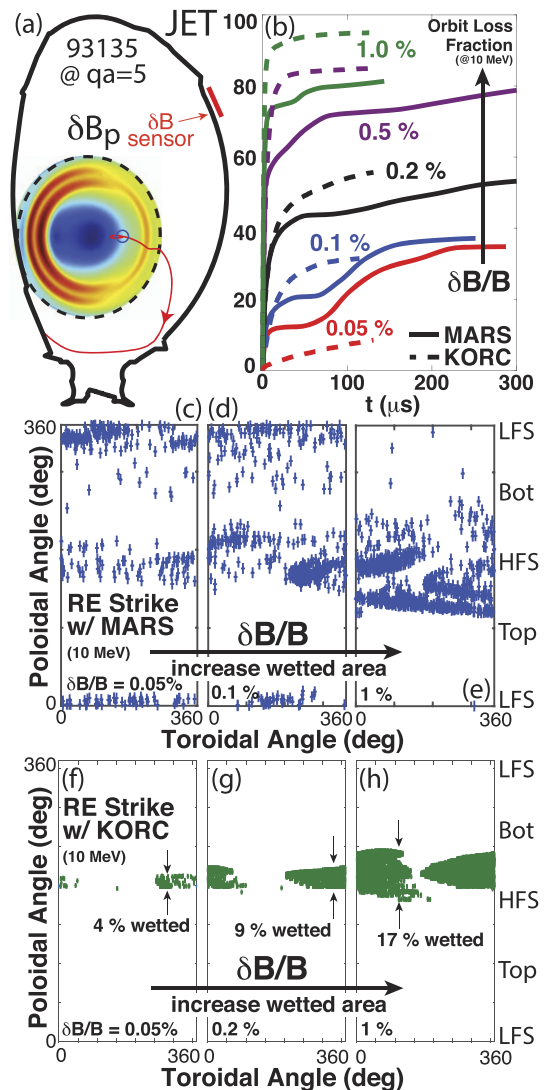 (a)
JET
93135
@ qa=5
δBp
δB
sensor
(b)
100
80
60
40
20
0
Orbit Loss
Fraction
(@10 MeV)
1.0 %
0.5 %
0.2 %
0.1 %
0.05 %
δB/B
MARS
KORC
0
100
200
300
t (μs)
(c)
(d)
(e)
360
Poloidal Angle (deg)
0
RE Strike
w/ MARS
(10 MeV)
δB/B
increase wetted area
δB/B = 0.05%
0.1 %
1 %
LFS
Bot
HFS
Top
LFS
0
360
0
360
360
Toroidal Angle (deg)
(f)
(g)
(h)
360
Poloidal Angle (deg)
0
RE Strike
w/ KORC
(10 MeV)
4 % wetted
9 % wetted
17 % wetted
δB/B
increase wetted area
δB/B = 0.05%
0.2 %
1 %
LFS
Bot
HFS
Top
LFS
0
360
0
360
0
360
Toroidal Angle (deg)